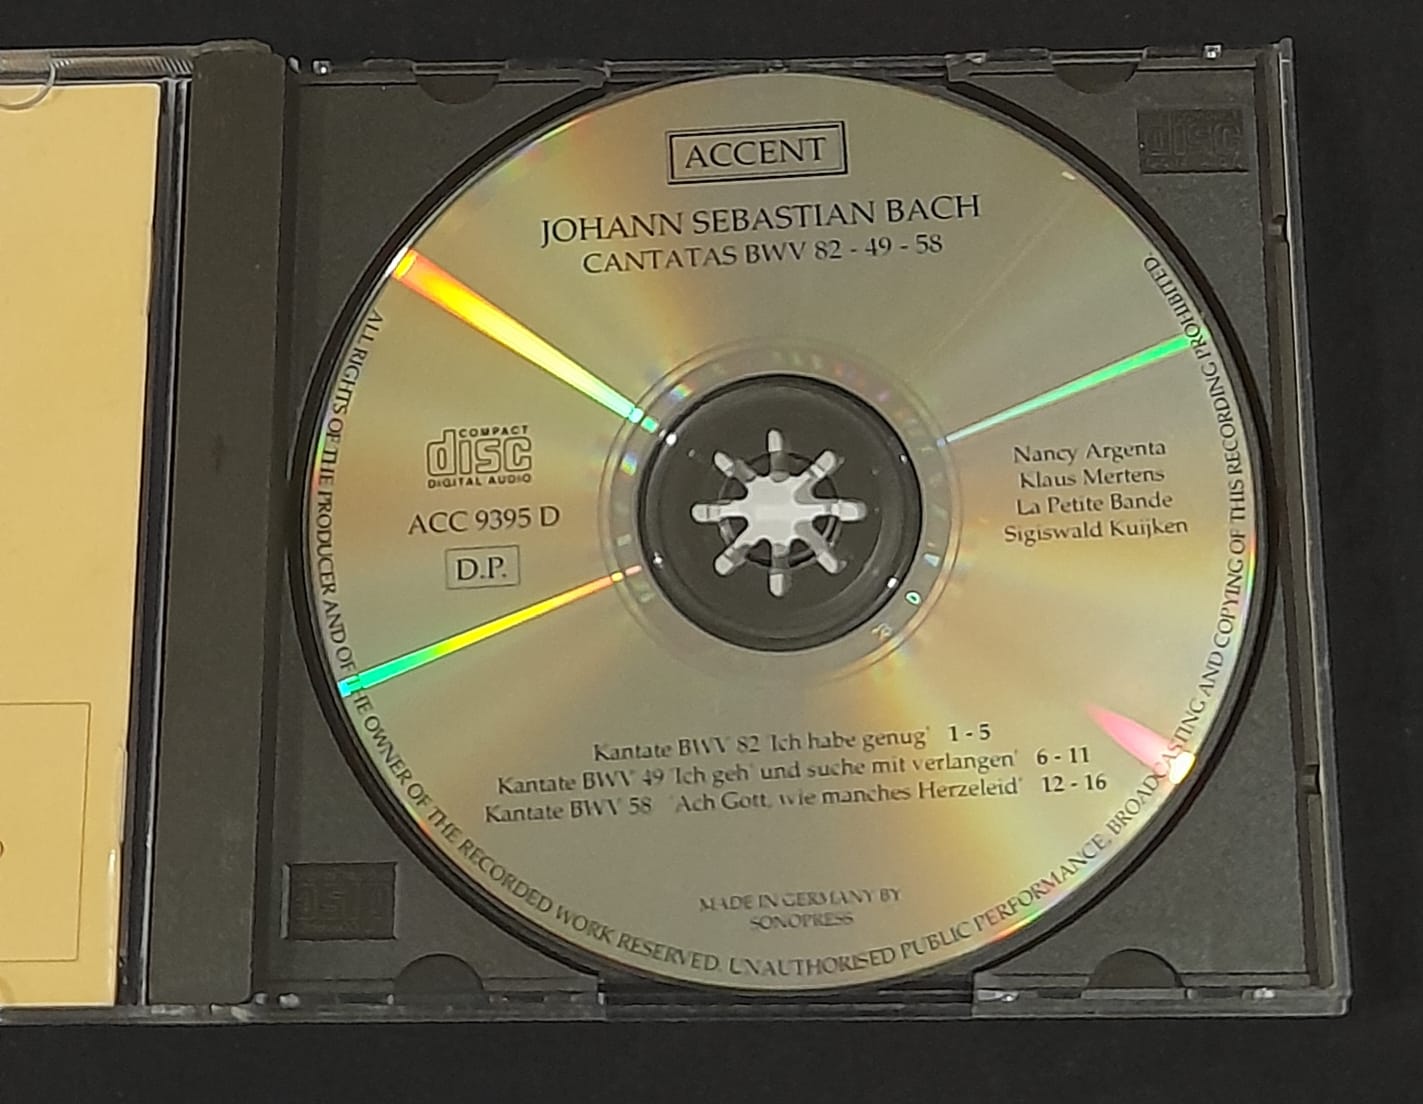 ACCENT
JOHANN SEBASTIAN BACH
CANTATAS BWV 82 - 49 - 58
COMPACT
disc
DIGITAL AUDIO
ACC 9395 D
D.P.
Nancy Argenta
Klaus Mertens
La Petite Bande
Sigiswald Kuijken
Kantate BWV 82 'Ich habe genug' 1 - 5
Kantate BWV 49 'Ich geh' und suche mit verlangen' 6 - 11
Kantate BWV 58 'Ach Gott, wie manches Herzeleid' 12 - 16
MADE IN GERMANY BY
SONOPRESS
ALL RIGHTS OF THE PRODUCER AND OF THE OWNER OF THE RECORDED WORK RESERVED. UNAUTHORISED PUBLIC PERFORMANCE, BROADCASTING AND COPYING OF THIS RECORDING PROHIBITED.
disc